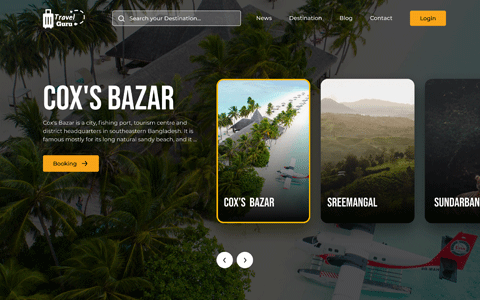 Travel
Guru
Search your Destination...
News
Destination
Blog
Contact
Login
COX'S BAZAR
Cox's Bazar is a city, fishing port, tourism centre and
district headquarters in southeastern Bangladesh. It is
famous mostly for its long natural sandy beach, and it ...
Booking
COX'S BAZAR
SREEMANGAL
SUNDARBAN